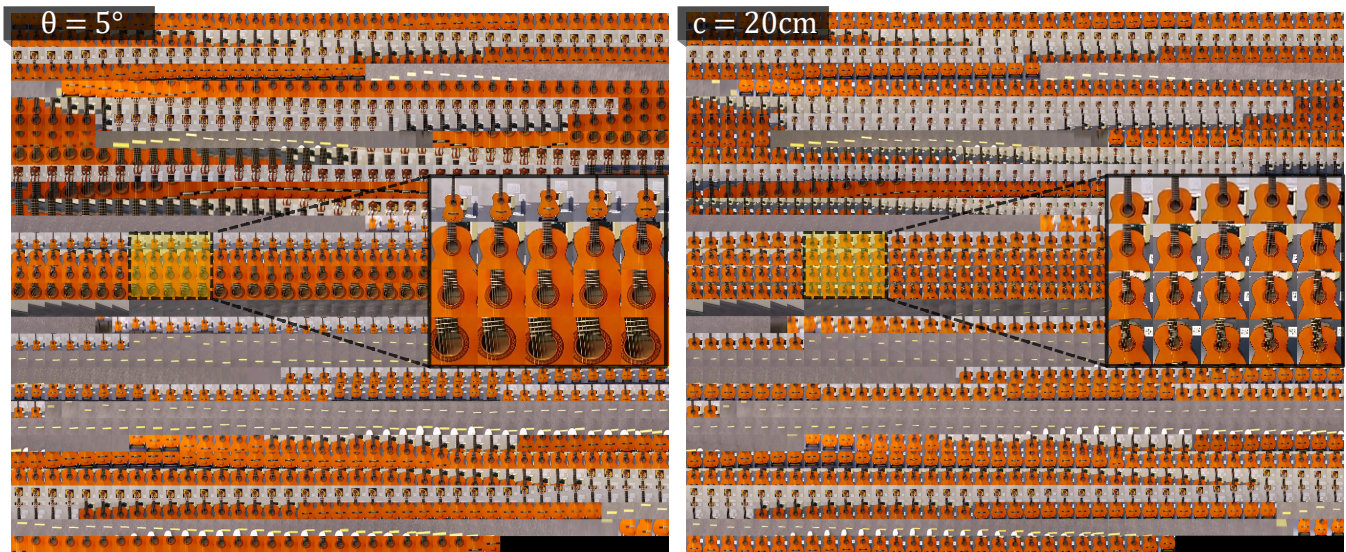 θ = 5°
c = 20cm